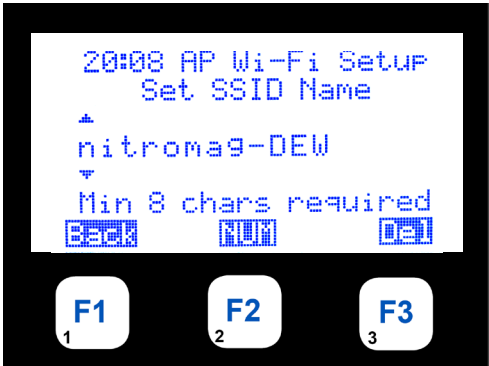 20:08 AP Wi-Fi Setup
Set SSID Name
nitromag-DEW
Min 8 chars required
Back NUM Del
F1 F2 F3
1 2 3